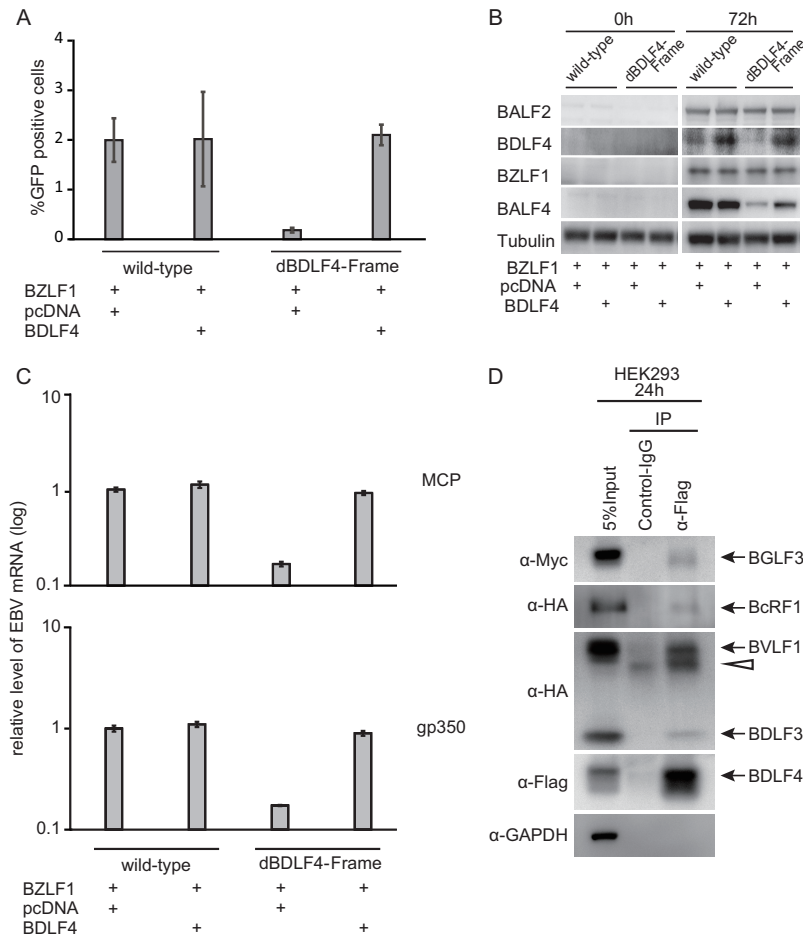 A
%GFP positive cells
4
3
2
1
0
wild-type
dBDLF4-Frame
BZLF1 + + + +
pcDNA + +
BDLF4 + +
B
0h
72h
wild-type
dBDLF4-Frame
wild-type
dBDLF4-Frame
BALF2
BDLF4
BZLF1
BALF4
Tubulin
BZLF1 + + + + + + + +
pcDNA + + + +
BDLF4 + + + +
C
relative level of EBV mRNA (log)
10
1
0.1
MCP
10
1
0.1
gp350
wild-type
dBDLF4-Frame
BZLF1 + + + +
pcDNA + +
BDLF4 + +
D
HEK293
24h
IP
5%Input
Control-IgG
α-Flag
α-Myc
BGLF3
α-HA
BcRF1
α-HA
BVLF1
BDLF3
α-Flag
BDLF4
α-GAPDH